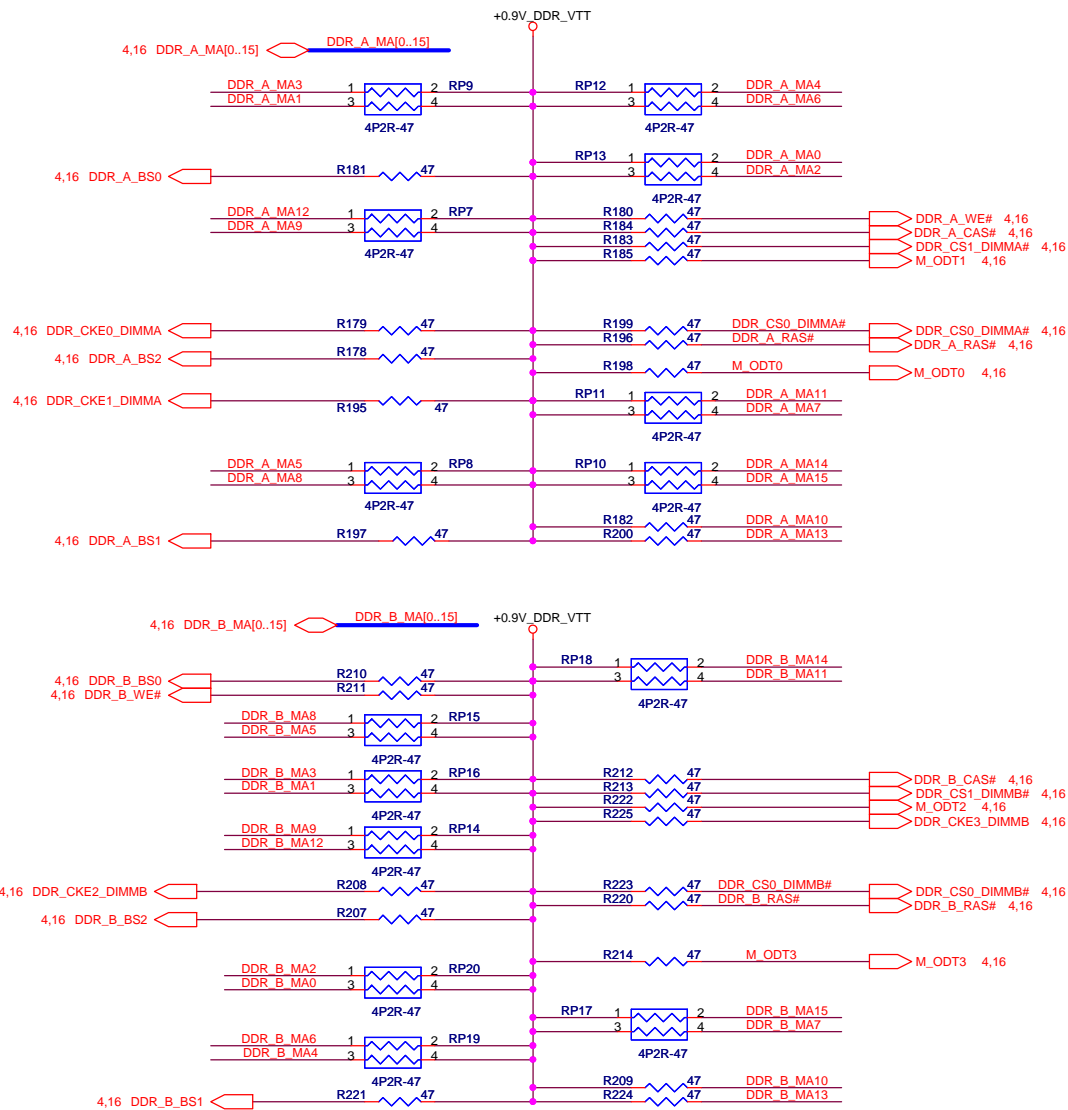 +0.9V_DDR_VTT
4,16 DDR_A_MA[0..15] DDR_A_MA[0..15]
DDR_A_MA3 1 2 RP9 RP12 1 2 DDR_A_MA4
DDR_A_MA1 3 4 3 4 DDR_A_MA6
4P2R-47 4P2R-47
RP13 1 2 DDR_A_MA0
4,16 DDR_A_BS0 R181 47 3 4 DDR_A_MA2
4P2R-47
DDR_A_MA12 1 2 RP7 R180 47 DDR_A_WE# 4,16
DDR_A_MA9 3 4 R184 47 DDR_A_CAS# 4,16
4P2R-47 R183 47 DDR_CS1_DIMMA# 4,16
R185 47 M_ODT1 4,16
4,16 DDR_CKE0_DIMMA R179 47 R199 47 DDR_CS0_DIMMA# DDR_CS0_DIMMA# 4,16
R196 47 DDR_A_RAS# DDR_A_RAS# 4,16
4,16 DDR_A_BS2 R178 47
R198 47 M_ODT0 M_ODT0 4,16
4,16 DDR_CKE1_DIMMA R195 47 RP11 1 2 DDR_A_MA11
3 4 DDR_A_MA7
4P2R-47
DDR_A_MA5 1 2 RP8 RP10 1 2 DDR_A_MA14
DDR_A_MA8 3 4 3 4 DDR_A_MA15
4P2R-47 4P2R-47
R182 47 DDR_A_MA10
4,16 DDR_A_BS1 R197 47 R200 47 DDR_A_MA13
4,16 DDR_B_MA[0..15] DDR_B_MA[0..15] +0.9V_DDR_VTT
RP18 1 2 DDR_B_MA14
4,16 DDR_B_BS0 R210 47 3 4 DDR_B_MA11
4,16 DDR_B_WE# R211 47 4P2R-47
DDR_B_MA8 1 2 RP15
DDR_B_MA5 3 4
4P2R-47
DDR_B_MA3 1 2 RP16 R212 47 DDR_B_CAS# 4,16
DDR_B_MA1 3 4 R213 47 DDR_CS1_DIMMB# 4,16
4P2R-47 R222 47 M_ODT2 4,16
R225 47 DDR_CKE3_DIMMB 4,16
DDR_B_MA9 1 2 RP14
DDR_B_MA12 3 4
4P2R-47
4,16 DDR_CKE2_DIMMB R208 47 R223 47 DDR_CS0_DIMMB# DDR_CS0_DIMMB# 4,16
R220 47 DDR_B_RAS# DDR_B_RAS# 4,16
4,16 DDR_B_BS2 R207 47
R214 47 M_ODT3 M_ODT3 4,16
DDR_B_MA2 1 2 RP20
DDR_B_MA0 3 4
4P2R-47
RP17 1 2 DDR_B_MA15
3 4 DDR_B_MA7
4P2R-47
DDR_B_MA6 1 2 RP19
DDR_B_MA4 3 4
4P2R-47
R209 47 DDR_B_MA10
4,16 DDR_B_BS1 R221 47 R224 47 DDR_B_MA13